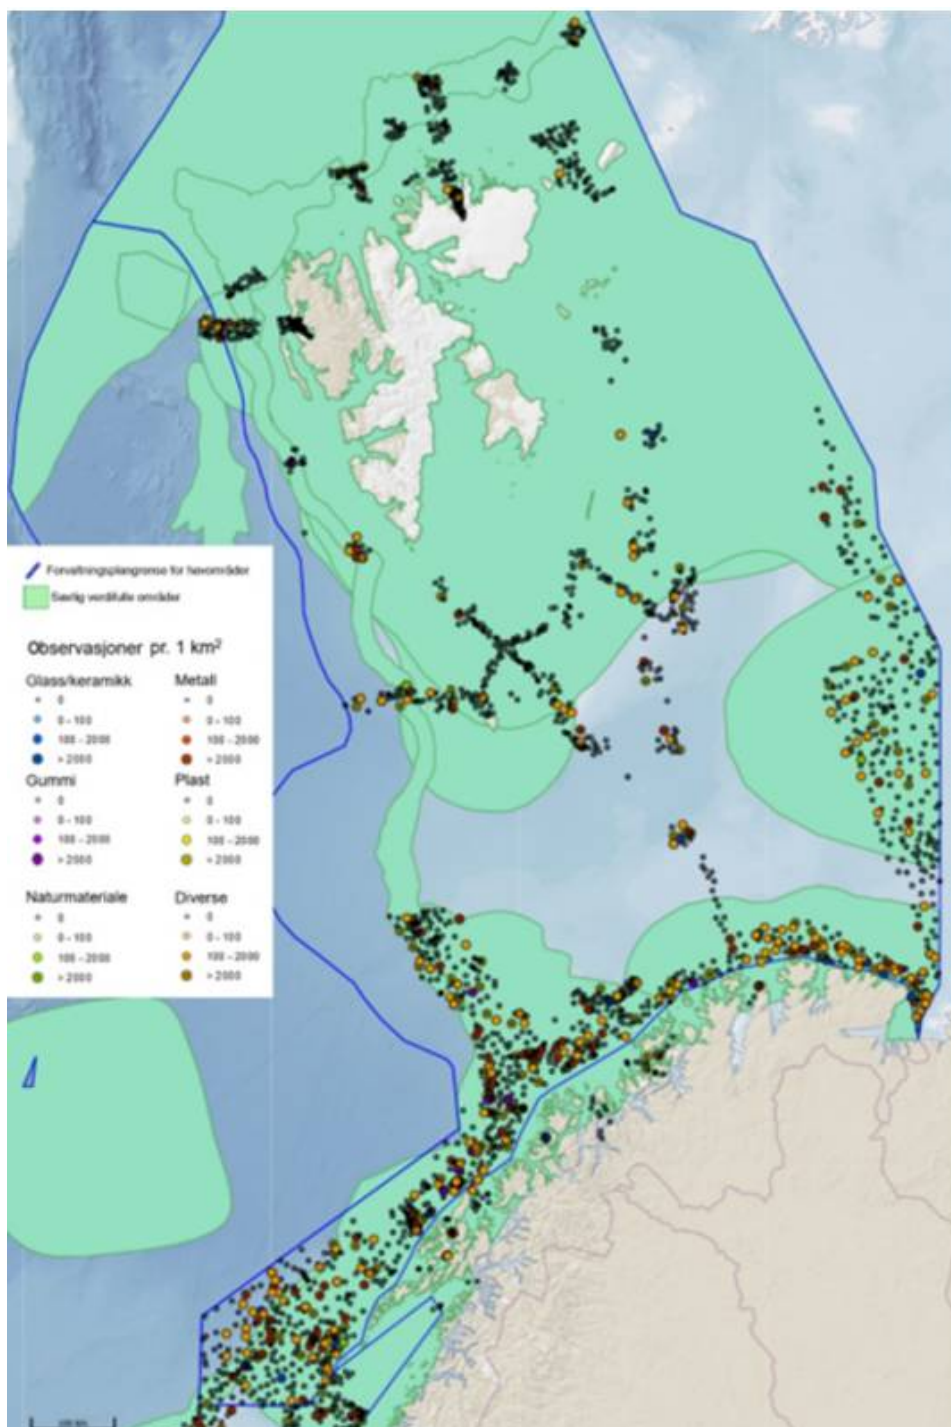 Forvaltningsplangrense for havområder
Særlig verdifulle områder
Observasjoner pr. 1 km²
Glass/keramikk
0
0 - 100
100 - 2000
> 2000
Metall
0
0 - 100
100 - 2000
> 2000
Gummi
0
0 - 100
100 - 2000
> 2000
Plast
0
0 - 100
100 - 2000
> 2000
Naturmateriale
0
0 - 100
100 - 2000
> 2000
Diverse
0
0 - 100
100 - 2000
> 2000